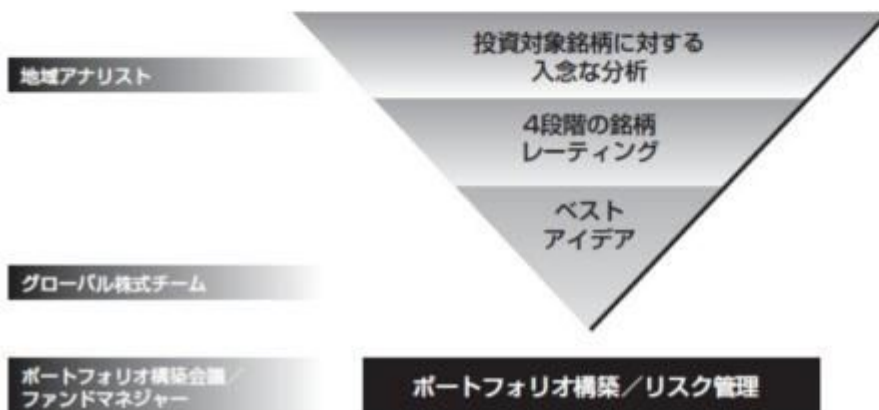 投資対象銘柄に対する
入念な分析
地域アナリスト
4段階の銘柄
レーティング
ベスト
アイデア
グローバル株式チーム
ポートフォリオ構築会議／
ファンドマネジャー
ポートフォリオ構築／リスク管理